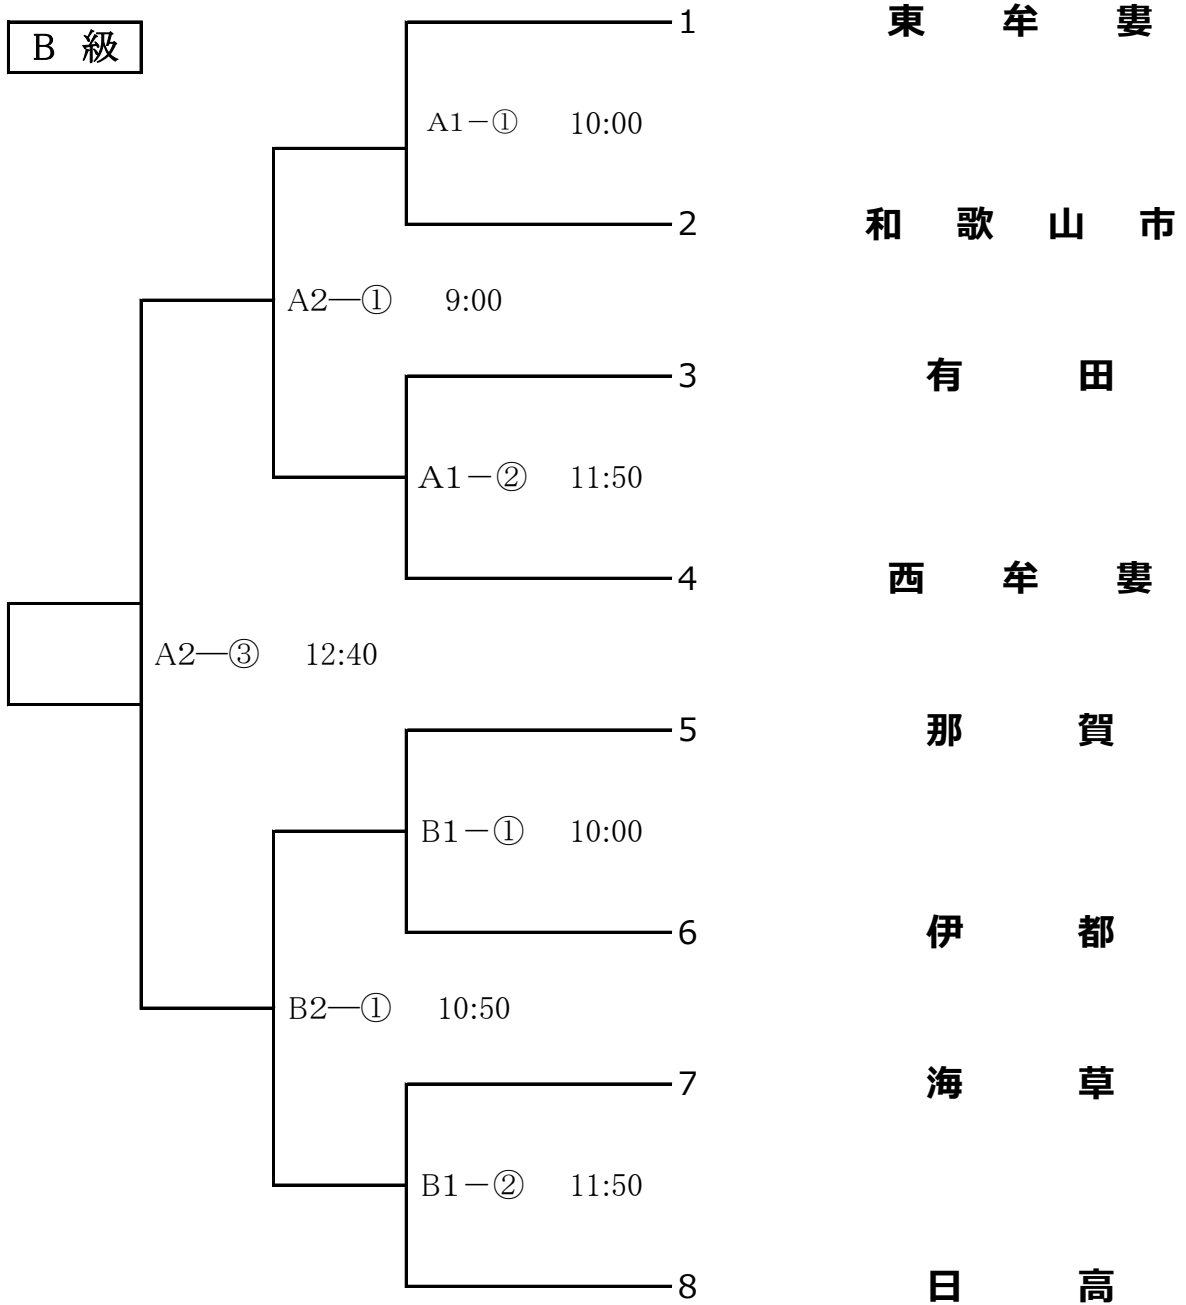 B 級
1 東 牟 婁
A1－① 10:00
2 和 歌 山 市
A2―① 9:00
3 有 田
A1－② 11:50
4 西 牟 婁
A2―③ 12:40
5 那 賀
B1－① 10:00
6 伊 都
B2―① 10:50
7 海 草
B1－② 11:50
8 日 高